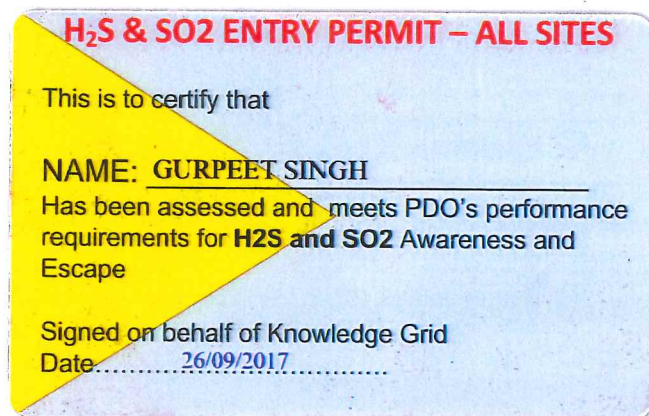 H₂S & SO2 ENTRY PERMIT – ALL SITES
This is to certify that
NAME: GURPEET SINGH
Has been assessed and meets PDO's performance
requirements for H2S and SO2 Awareness and
Escape
Signed on behalf of Knowledge Grid
Date..........26/09/2017..........